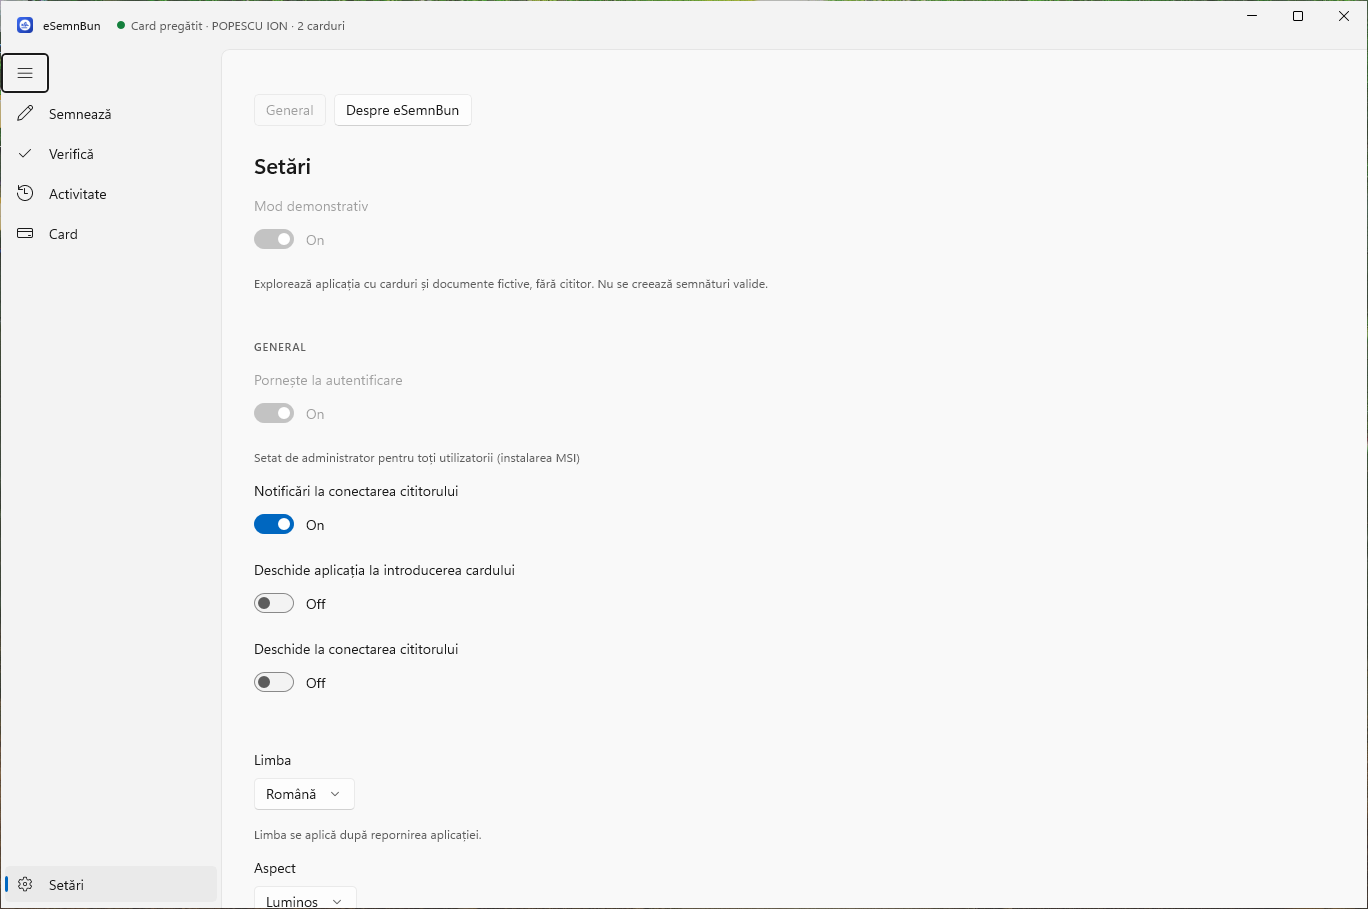 eSemnBun
Card pregătit · POPESCU ION · 2 carduri
Semnează
Verifică
Activitate
Card
Setări
General
Despre eSemnBun
Setări
Mod demonstrativ
On
Explorează aplicația cu carduri și documente fictive, fără cititor. Nu se creează semnături valide.
GENERAL
Pornește la autentificare
On
Setat de administrator pentru toți utilizatorii (instalarea MSI)
Notificări la conectarea cititorului
On
Deschide aplicația la introducerea cardului
Off
Deschide la conectarea cititorului
Off
Limba
Română
Limba se aplică după repornirea aplicației.
Aspect
Luminos